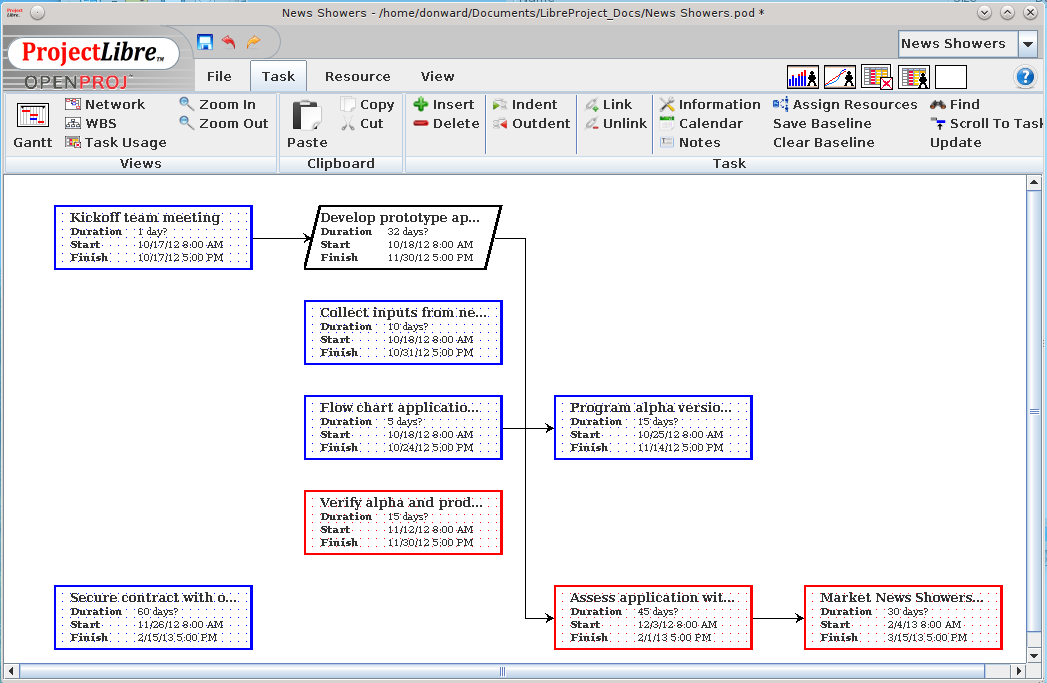 News Showers - /home/donward/Documents/LibreProject_Docs/News Showers.pod *
ProjectLibre™
OPENPROJ
News Showers
File Task Resource View
Network Zoom In Copy Insert Indent Link Information Assign Resources Find
WBS Zoom Out Cut Delete Outdent Unlink Calendar Save Baseline Scroll To Task
Gantt Task Usage Paste Notes Clear Baseline Update
Views Clipboard Task
Kickoff team meeting
Duration 1 day?
Start 10/17/12 8:00 AM
Finish 10/17/12 5:00 PM
Develop prototype ap...
Duration 32 days?
Start 10/18/12 8:00 AM
Finish 11/30/12 5:00 PM
Collect inputs from ne...
Duration 10 days?
Start 10/18/12 8:00 AM
Finish 10/31/12 5:00 PM
Flow chart applicatio...
Duration 5 days?
Start 10/18/12 8:00 AM
Finish 10/24/12 5:00 PM
Program alpha versio...
Duration 15 days?
Start 10/25/12 8:00 AM
Finish 11/14/12 5:00 PM
Verify alpha and prod...
Duration 15 days?
Start 11/12/12 8:00 AM
Finish 11/30/12 5:00 PM
Secure contract with o...
Duration 60 days?
Start 11/26/12 8:00 AM
Finish 2/15/13 5:00 PM
Assess application wit...
Duration 45 days?
Start 12/3/12 8:00 AM
Finish 2/1/13 5:00 PM
Market News Showers...
Duration 30 days?
Start 2/4/13 8:00 AM
Finish 3/15/13 5:00 PM